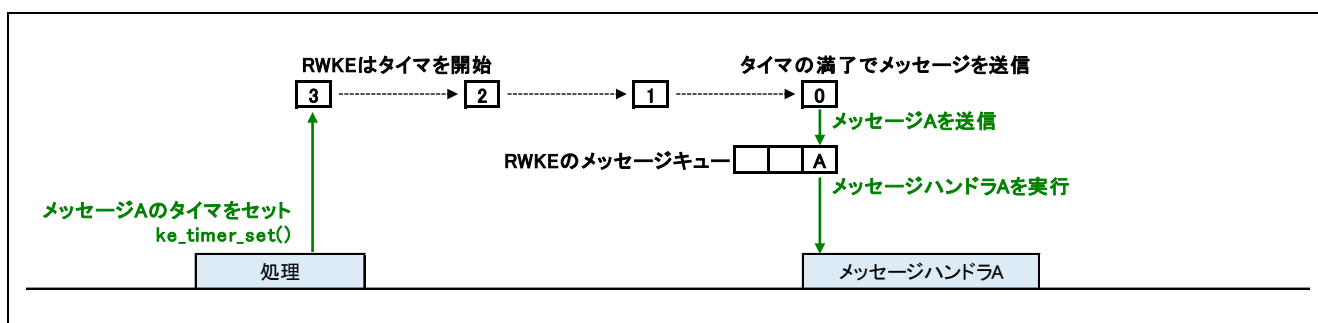 RWKEはタイマを開始
タイマの満了でメッセージを送信
3
2
1
0
メッセージAを送信
RWKEのメッセージキュー
A
メッセージハンドラAを実行
メッセージAのタイマをセット
ke_timer_set()
処理
メッセージハンドラA